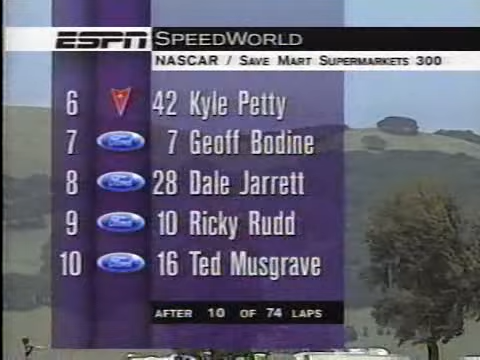 ESPN SPEEDWORLD
NASCAR / SAVE MART SUPERMARKETS 300
6 42 Kyle Petty
7 Ford 7 Geoff Bodine
8 Ford 28 Dale Jarrett
9 Ford 10 Ricky Rudd
10 Ford 16 Ted Musgrave
AFTER 10 OF 74 LAPS